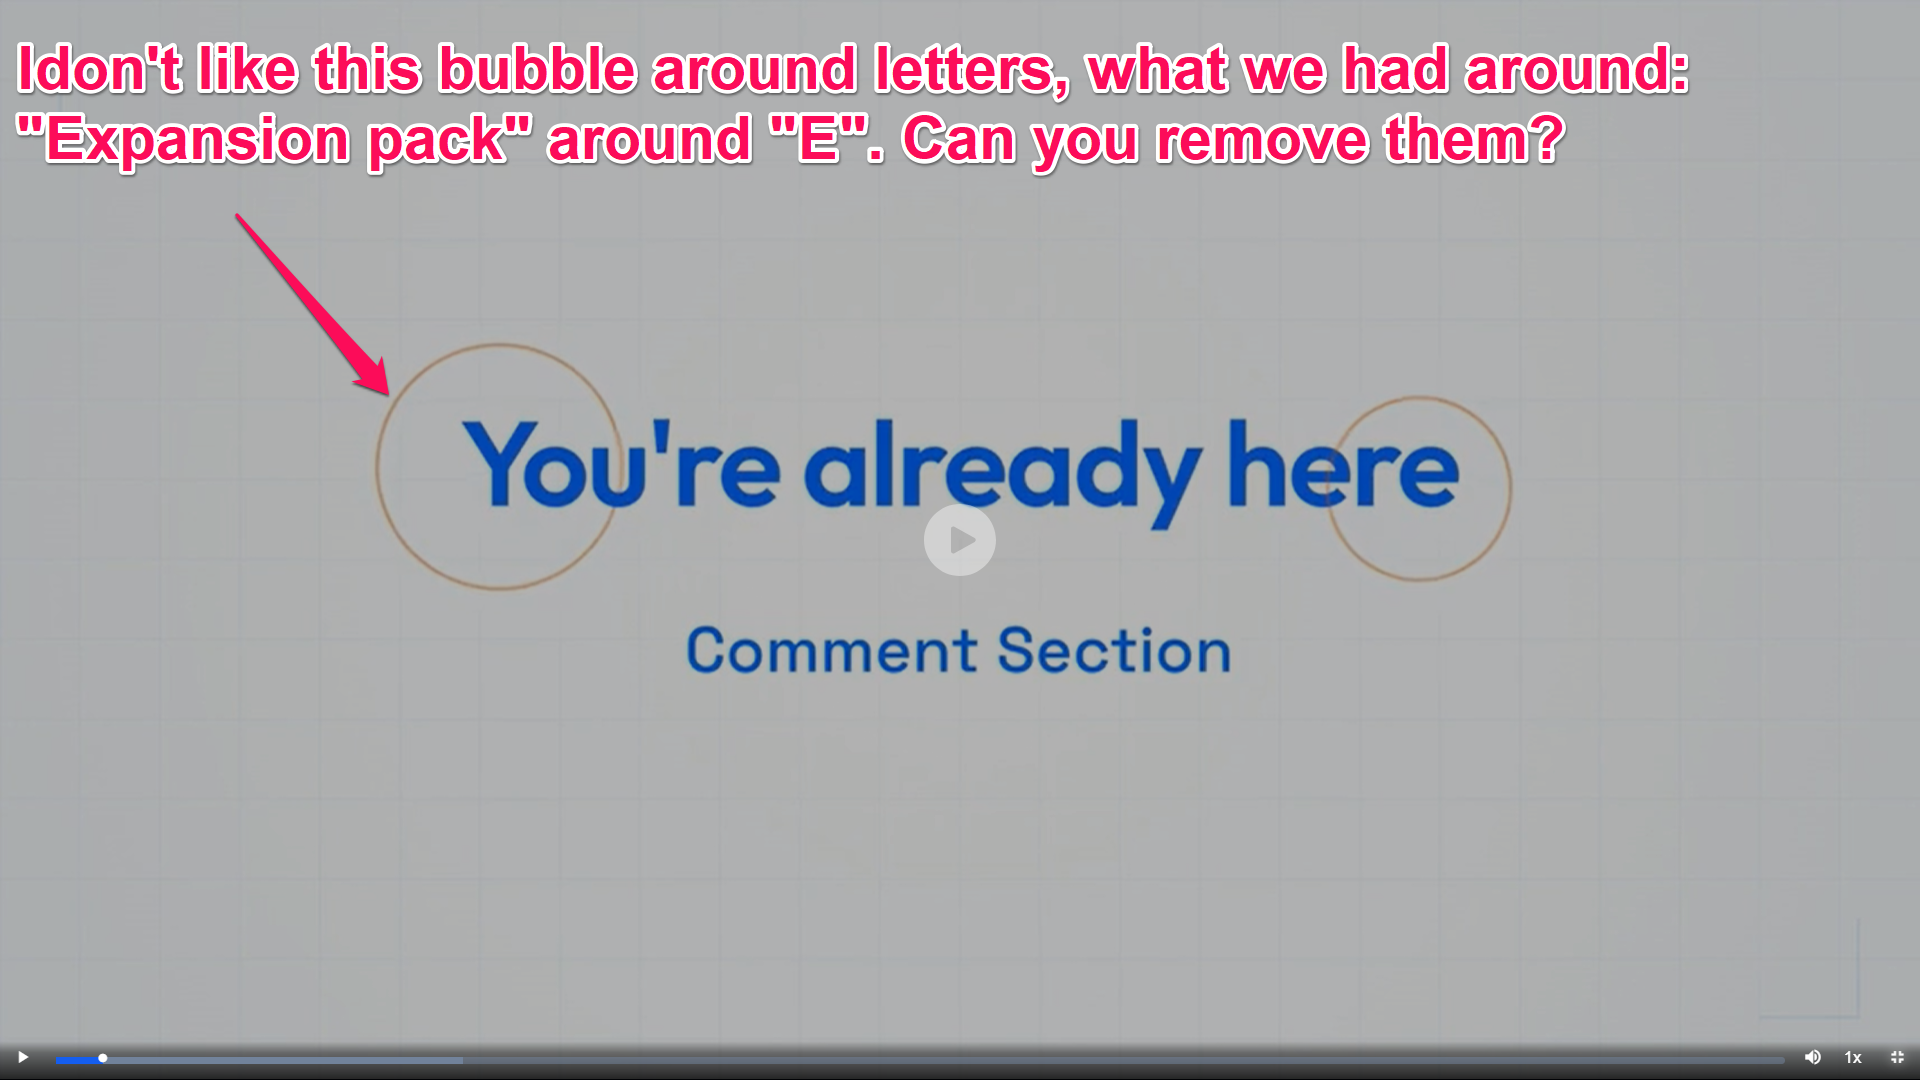 Idon't like this bubble around letters, what we had around:
"Expansion pack" around "E". Can you remove them?
You're already here
Comment Section
1x